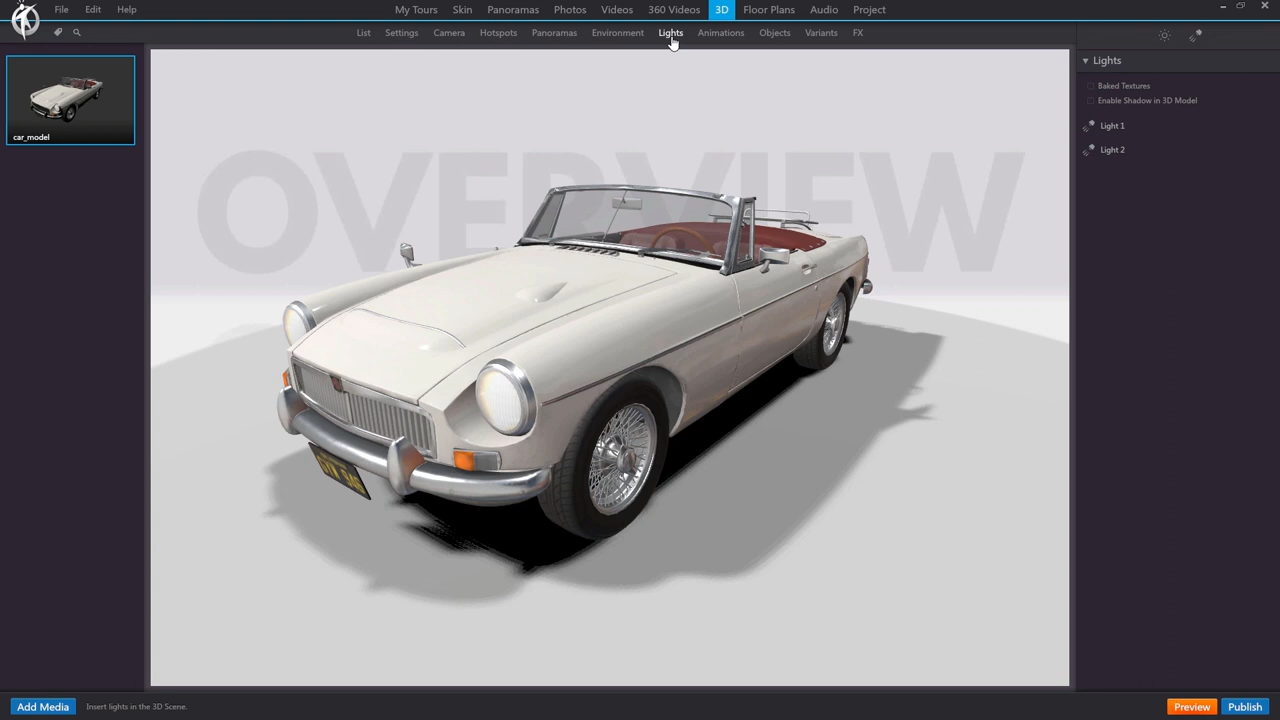 File Edit Help My Tours Skin Panoramas Photos Videos 360 Videos 3D Floor Plans Audio Project
List Settings Camera Hotspots Panoramas Environment Lights Animations Objects Variants FX
Lights
Baked Textures
Enable Shadow in 3D Model
Light 1
Light 2
car_model
OVERVIEW
Add Media Insert lights in the 3D Scene. Preview Publish